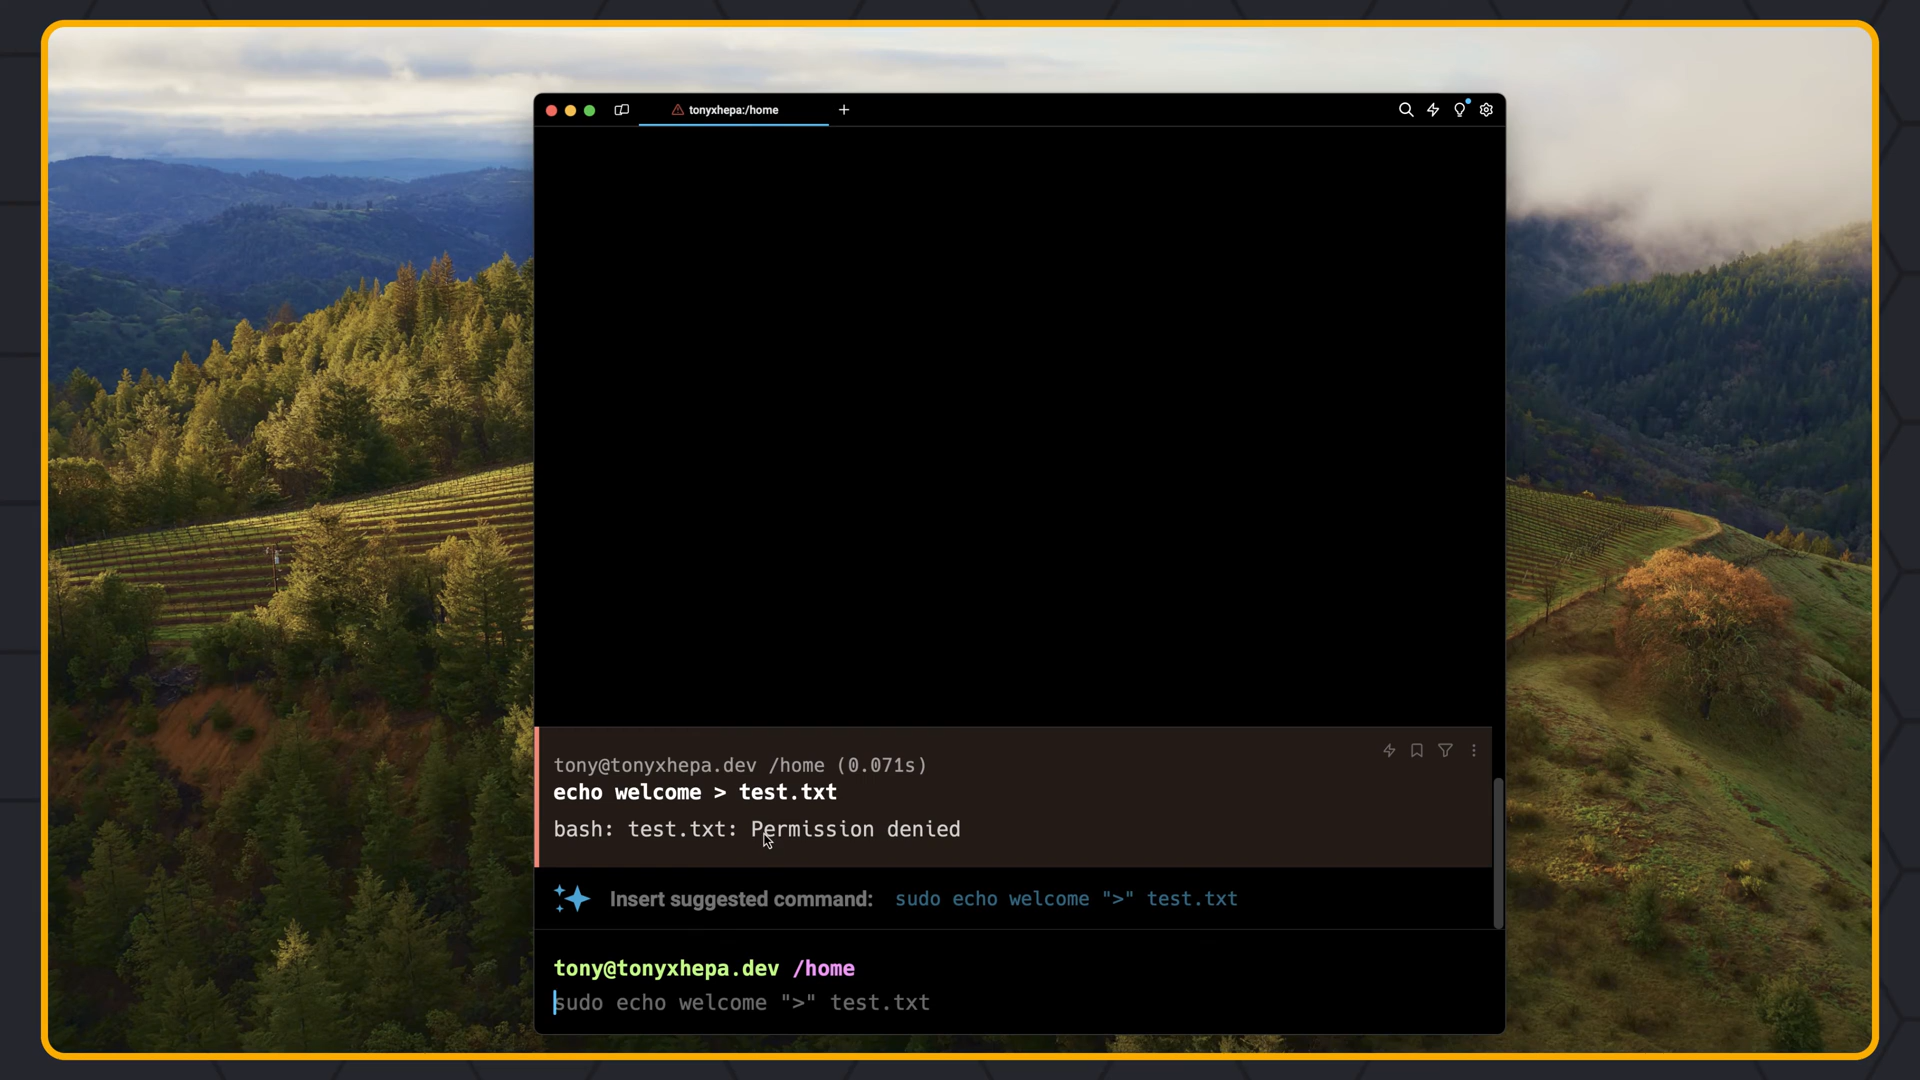 tonyxhepa:/home
tony@tonyxhepa.dev /home (0.071s)
echo welcome > test.txt
bash: test.txt: Permission denied
Insert suggested command: sudo echo welcome ">" test.txt
tony@tonyxhepa.dev /home
sudo echo welcome ">" test.txt